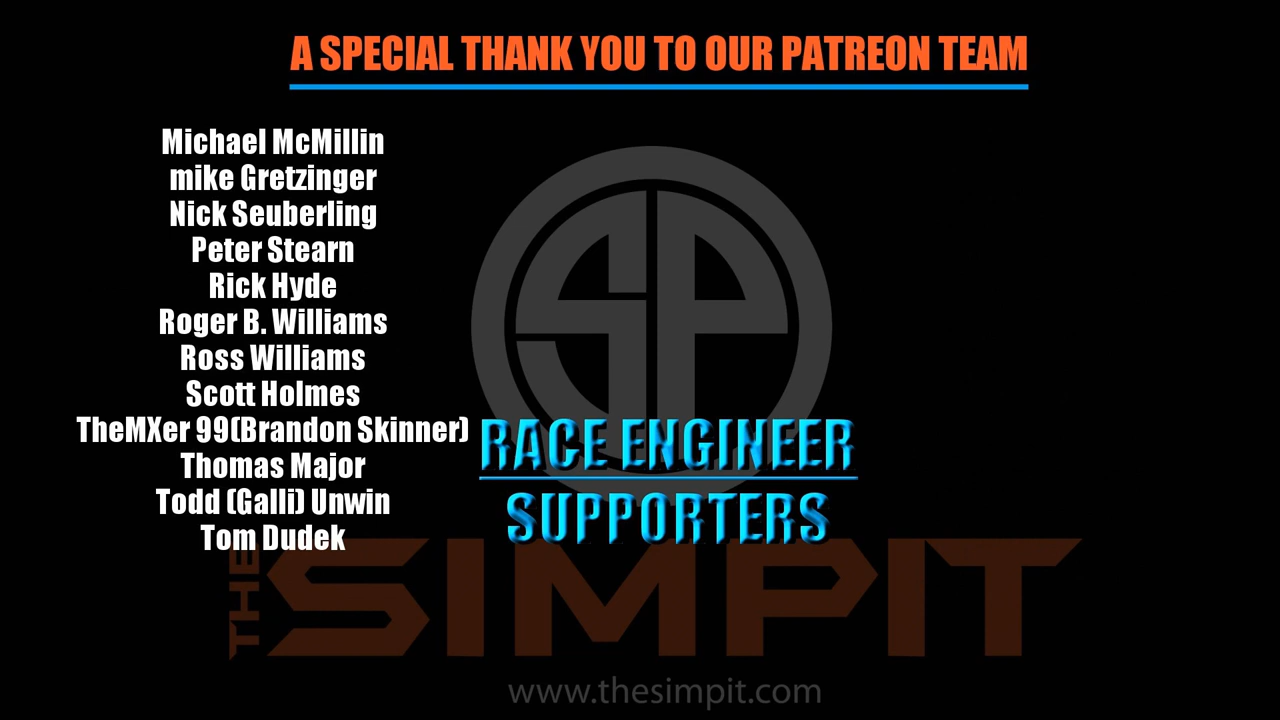 A SPECIAL THANK YOU TO OUR PATREON TEAM
Michael McMillin
mike Gretzinger
Nick Seuberling
Peter Stearn
Rick Hyde
Roger B. Williams
Ross Williams
Scott Holmes
TheMXer 99(Brandon Skinner)
Thomas Major
Todd (Galli) Unwin
Tom Dudek
SP
RACE ENGINEER
SUPPORTERS
THE SIMPIT
www.thesimpit.com